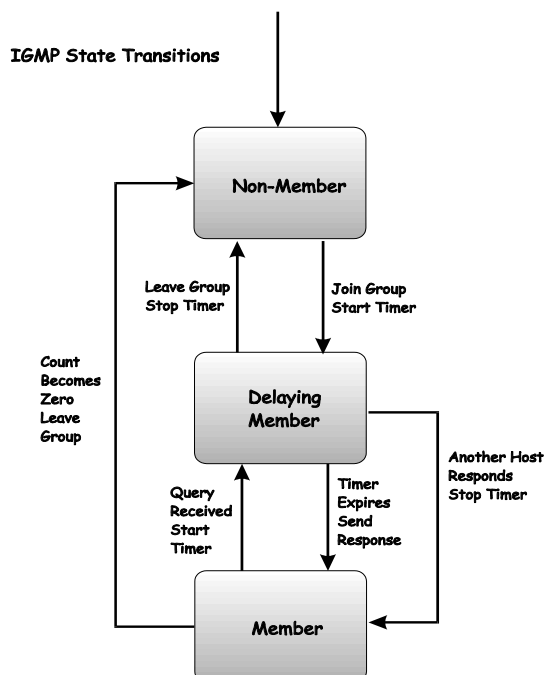 IGMP State Transitions
Non-Member
Leave Group
Stop Timer
Join Group
Start Timer
Count
Becomes
Zero
Leave
Group
Delaying
Member
Another Host
Responds
Stop Timer
Query
Received
Start
Timer
Timer
Expires
Send
Response
Member